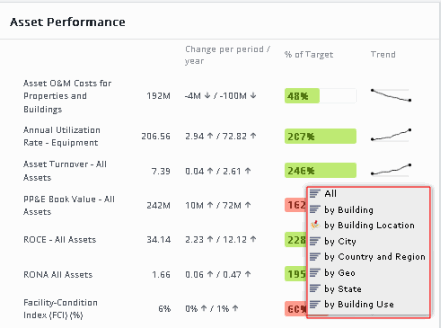 Asset Performance
Change per period / year
% of Target
Trend
Asset O&M Costs for Properties and Buildings
192M
-4M ↓ / -100M ↓
48%
Annual Utilization Rate - Equipment
206.56
2.94 ↑ / 72.82 ↑
207%
Asset Turnover - All Assets
7.39
0.04 ↑ / 2.61 ↑
246%
PP&E Book Value - All Assets
242M
10M ↑ / 72M ↑
162
ROCE - All Assets
34.14
2.23 ↑ / 12.12 ↑
228
RONA All Assets
1.66
0.06 ↑ / 0.47 ↑
195
Facility-Condition Index (FCI) (%)
6%
0% ↑ / 1% ↑
60%
All
by Building
by Building Location
by City
by Country and Region
by Geo
by State
by Building Use